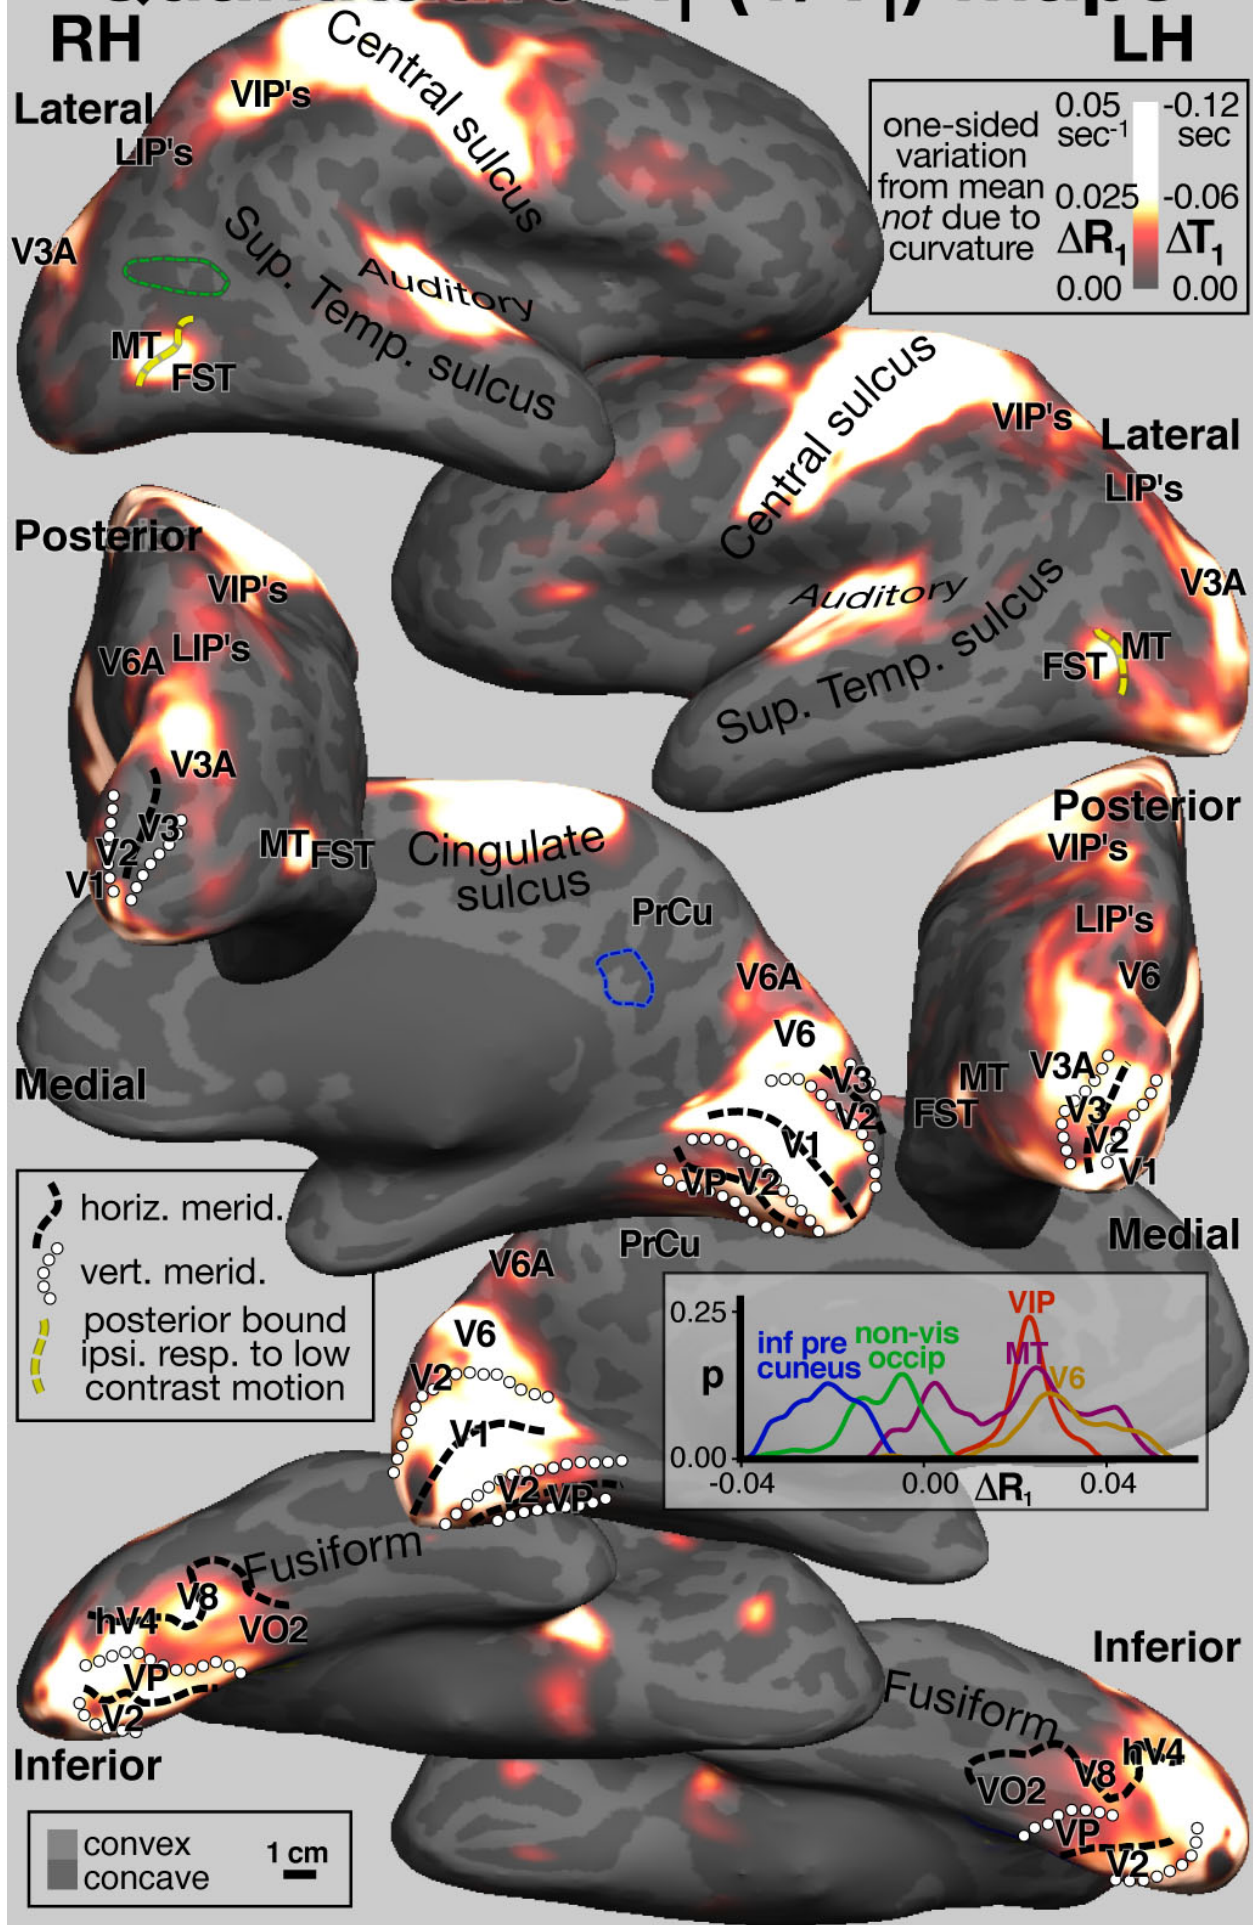 Quantitative R1 (1/T1) maps
RH
LH
Lateral
VIP's
Central sulcus
LIP's
V3A
Sup. Temp. sulcus
Auditory
MT
FST
one-sided
variation
from mean
not due to
curvature
0.05
sec-1
-0.12
sec
0.025
-0.06
ΔR1
ΔT1
0.00
0.00
Central sulcus
VIP's
Lateral
LIP's
Auditory
V3A
Sup. Temp. sulcus
FST
MT
Posterior
VIP's
V6A
LIP's
V3A
V3
V2
V1
MT
FST
Cingulate
sulcus
PrCu
V6A
V6
V3
V2
V1
VP
V2
Medial
Posterior
VIP's
LIP's
V6
V3A
MT
FST
V3
V2
V1
Medial
horiz. merid.
vert. merid.
posterior bound
ipsi. resp. to low
contrast motion
PrCu
V6A
V6
V2
V1
V2
VP
0.25
p
0.00
inf pre
cuneus
non-vis
occip
VIP
MT
V6
-0.04
0.00
ΔR1
0.04
Fusiform
V8
hV4
VO2
VP
V2
Inferior
Inferior
Fusiform
hV4
V8
VO2
VP
V2
convex
concave
1 cm